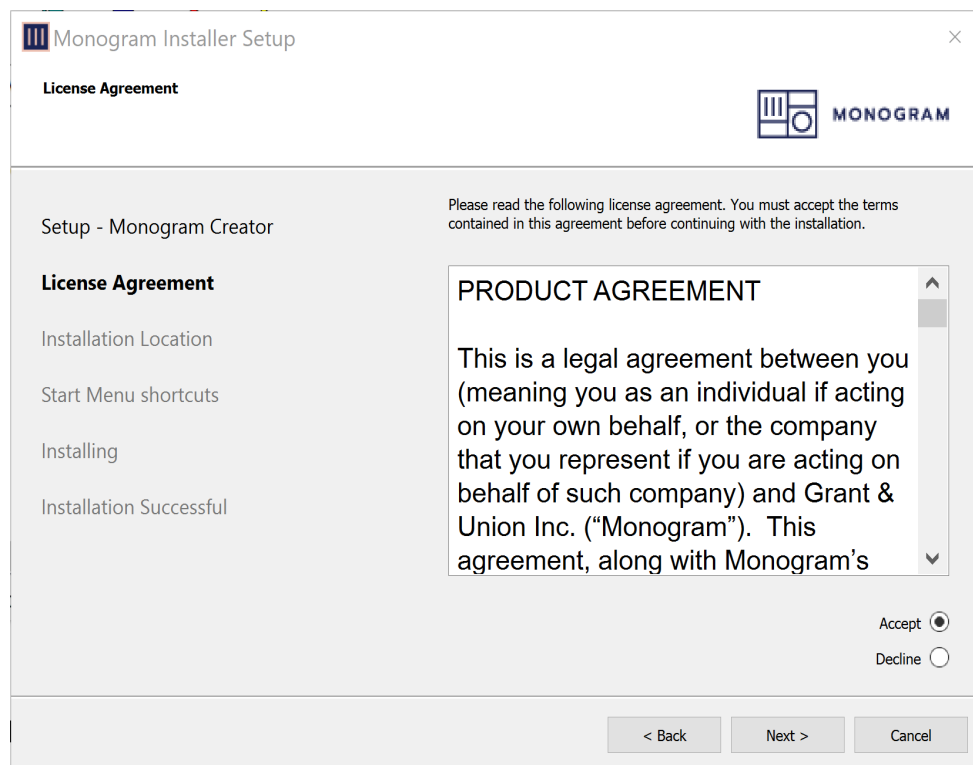 Monogram Installer Setup
License Agreement
MONOGRAM
Setup - Monogram Creator
License Agreement
Installation Location
Start Menu shortcuts
Installing
Installation Successful
Please read the following license agreement. You must accept the terms
contained in this agreement before continuing with the installation.
PRODUCT AGREEMENT
This is a legal agreement between you
(meaning you as an individual if acting
on your own behalf, or the company
that you represent if you are acting on
behalf of such company) and Grant &
Union Inc. (“Monogram”).  This
agreement, along with Monogram’s
Accept
Decline
< Back
Next >
Cancel